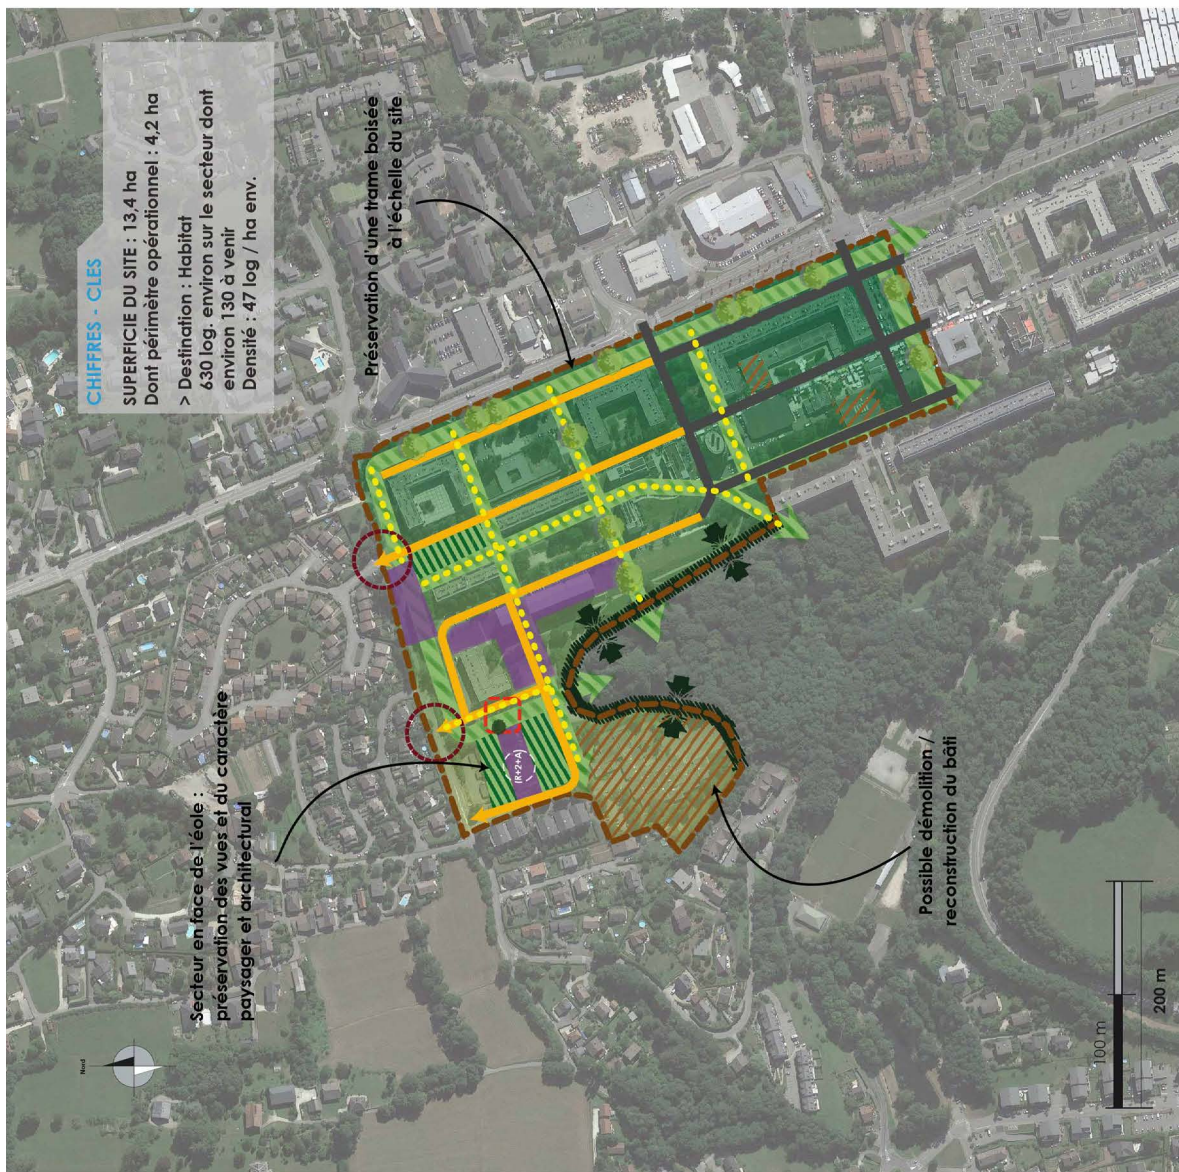 CHIFFRES - CLES
SUPERFICIE DU SITE : 13,4 ha
Dont périmètre opérationnel : 4,2 ha
> Destination : Habitat
630 log. environ sur le secteur dont
environ 130 à venir
Densité : 47 log / ha env.
Préservation d'une trame boisée
à l'échelle du site
Secteur en face de l'éole :
préservation des vues et du caractère
paysager et architectural
(R+2+A)
Possible démolition /
reconstruction du bâti
Nord
100 m
200 m